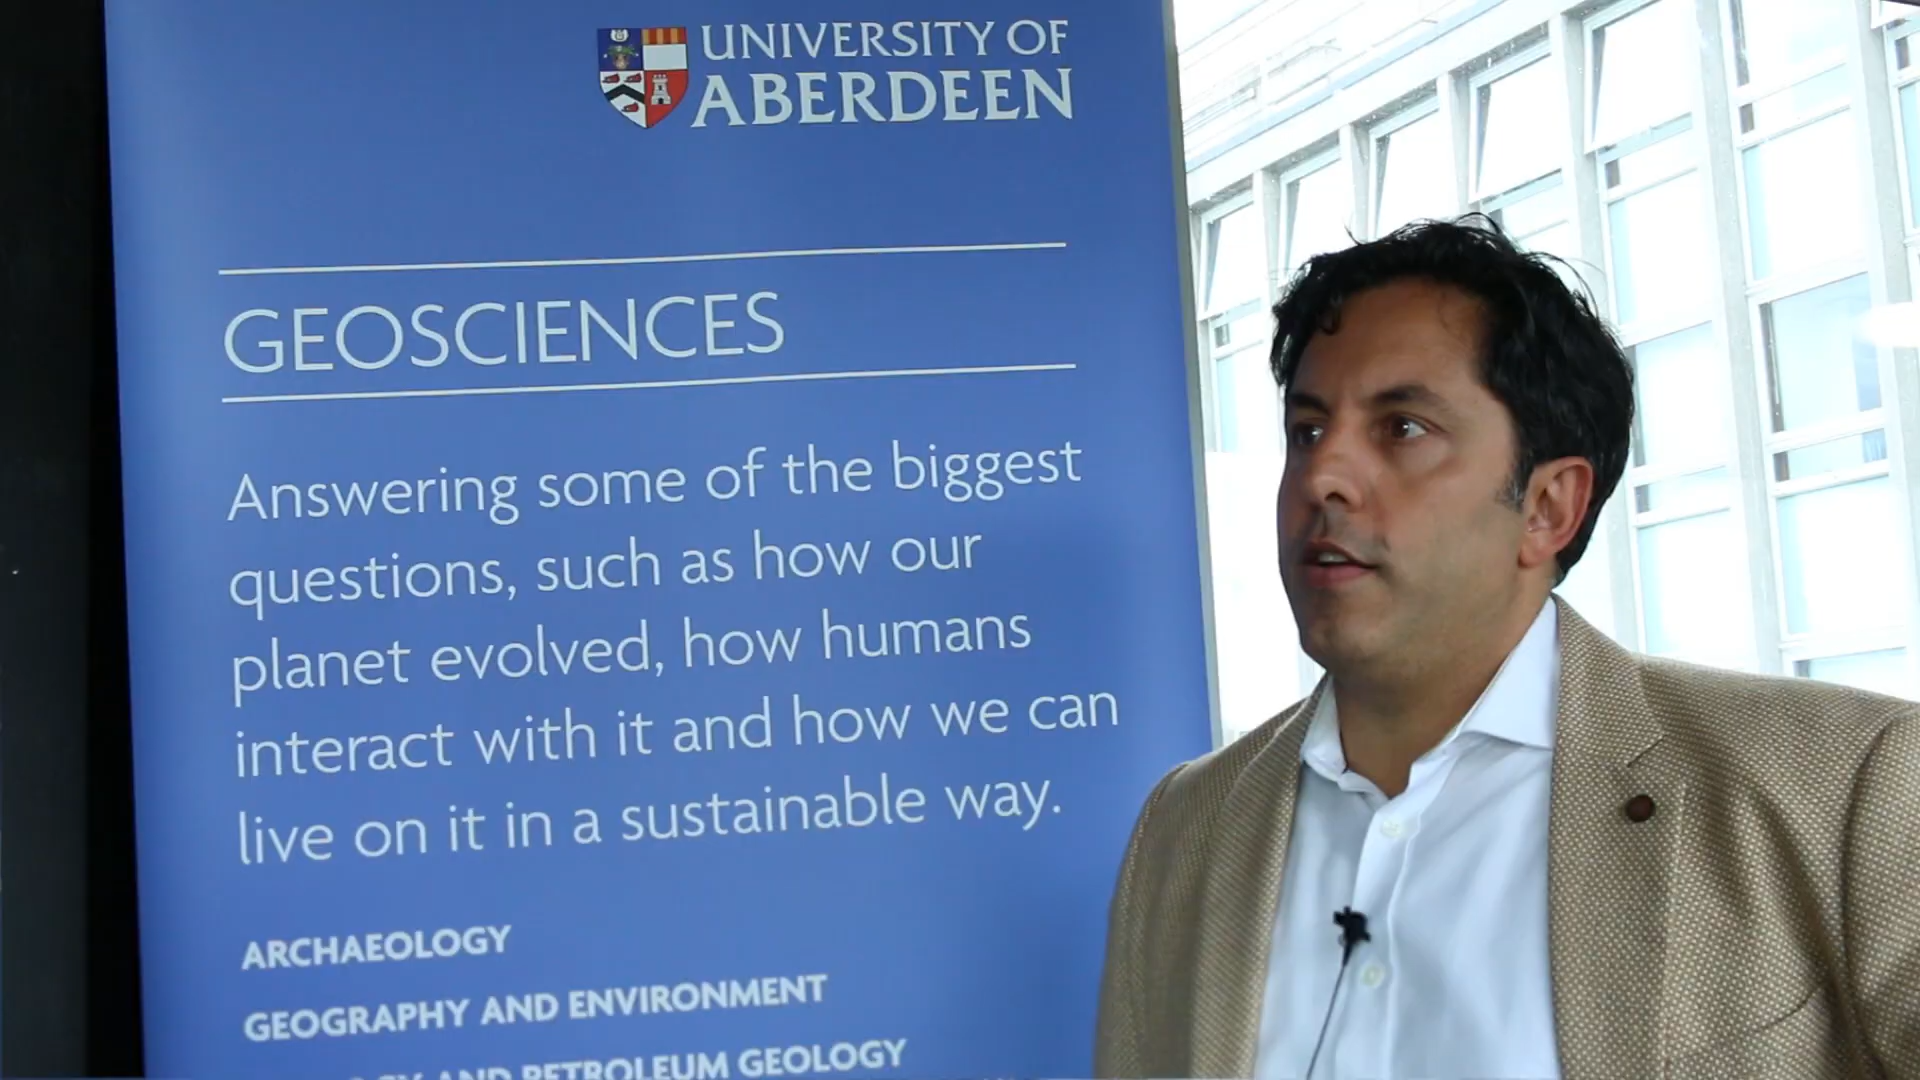 UNIVERSITY OF
ABERDEEN
GEOSCIENCES
Answering some of the biggest
questions, such as how our
planet evolved, how humans
interact with it and how we can
live on it in a sustainable way.
ARCHAEOLOGY
GEOGRAPHY AND ENVIRONMENT
AND PETROLEUM GEOLOGY